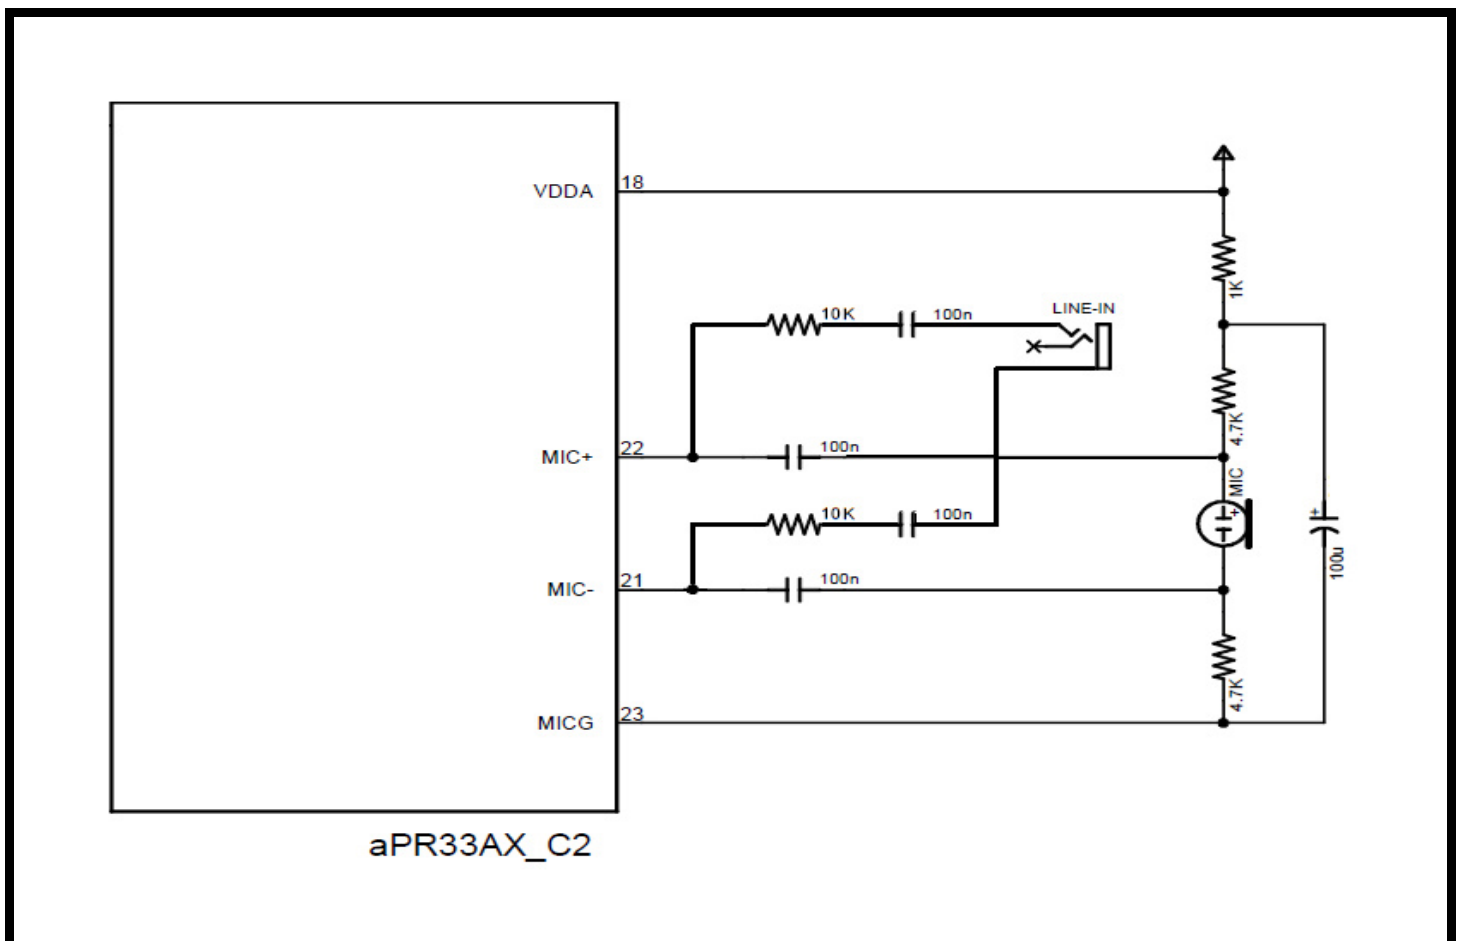 VDDA
18
1K
LINE-IN
10K
100n
4.7K
MIC+
22
100n
MIC
+
+
10K
100n
100u
MIC-
21
100n
4.7K
MICG
23
aPR33AX_C2